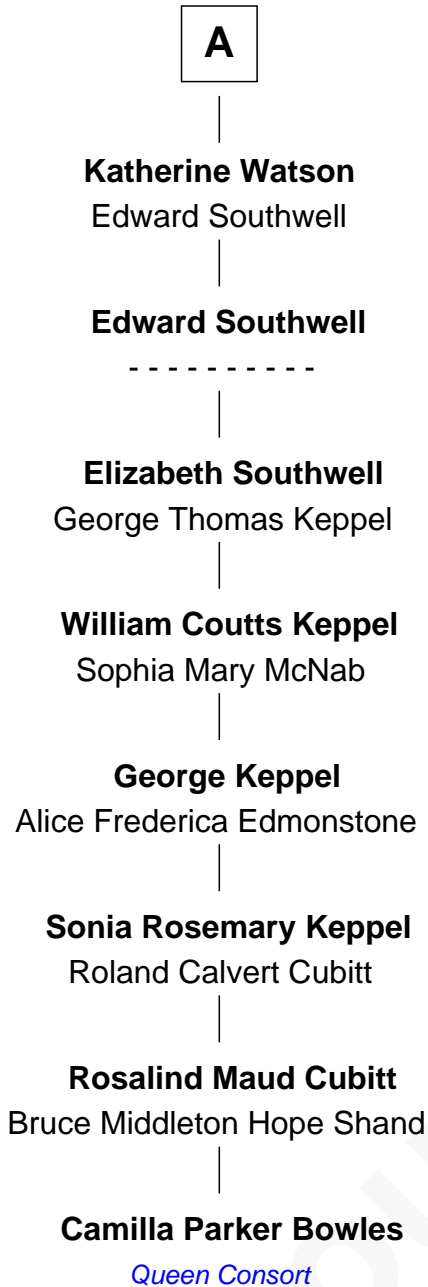 A
Katherine Watson
Edward Southwell
Edward Southwell
- - - - - - - - - -
Elizabeth Southwell
George Thomas Keppel
William Coutts Keppel
Sophia Mary McNab
George Keppel
Alice Frederica Edmonstone
Sonia Rosemary Keppel
Roland Calvert Cubitt
Rosalind Maud Cubitt
Bruce Middleton Hope Shand
Camilla Parker Bowles
Queen Consort